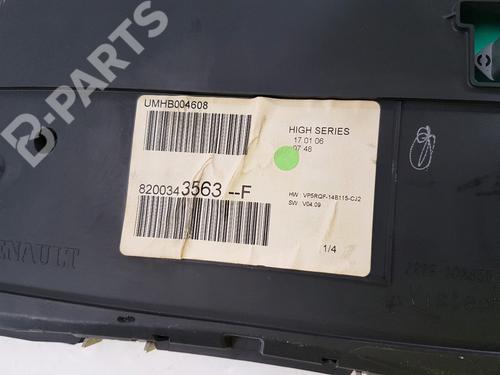 B-PARTS
UMHB004608
HIGH SERIES
17.01.06
07.48
8200343563--F
HW : VP5RQF-14B115-CJ2
SW : V04.09
1/4
RENAULT